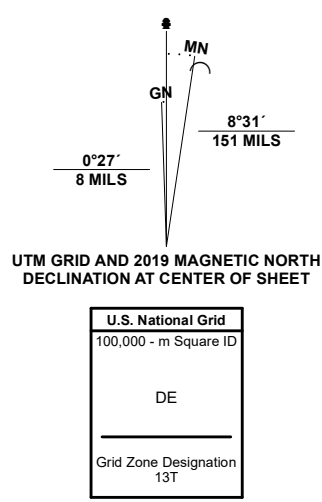 MN
GN
8°31´
151 MILS
0°27´
8 MILS
UTM GRID AND 2019 MAGNETIC NORTH
DECLINATION AT CENTER OF SHEET
U.S. National Grid
100,000 - m Square ID
DE
Grid Zone Designation
13T